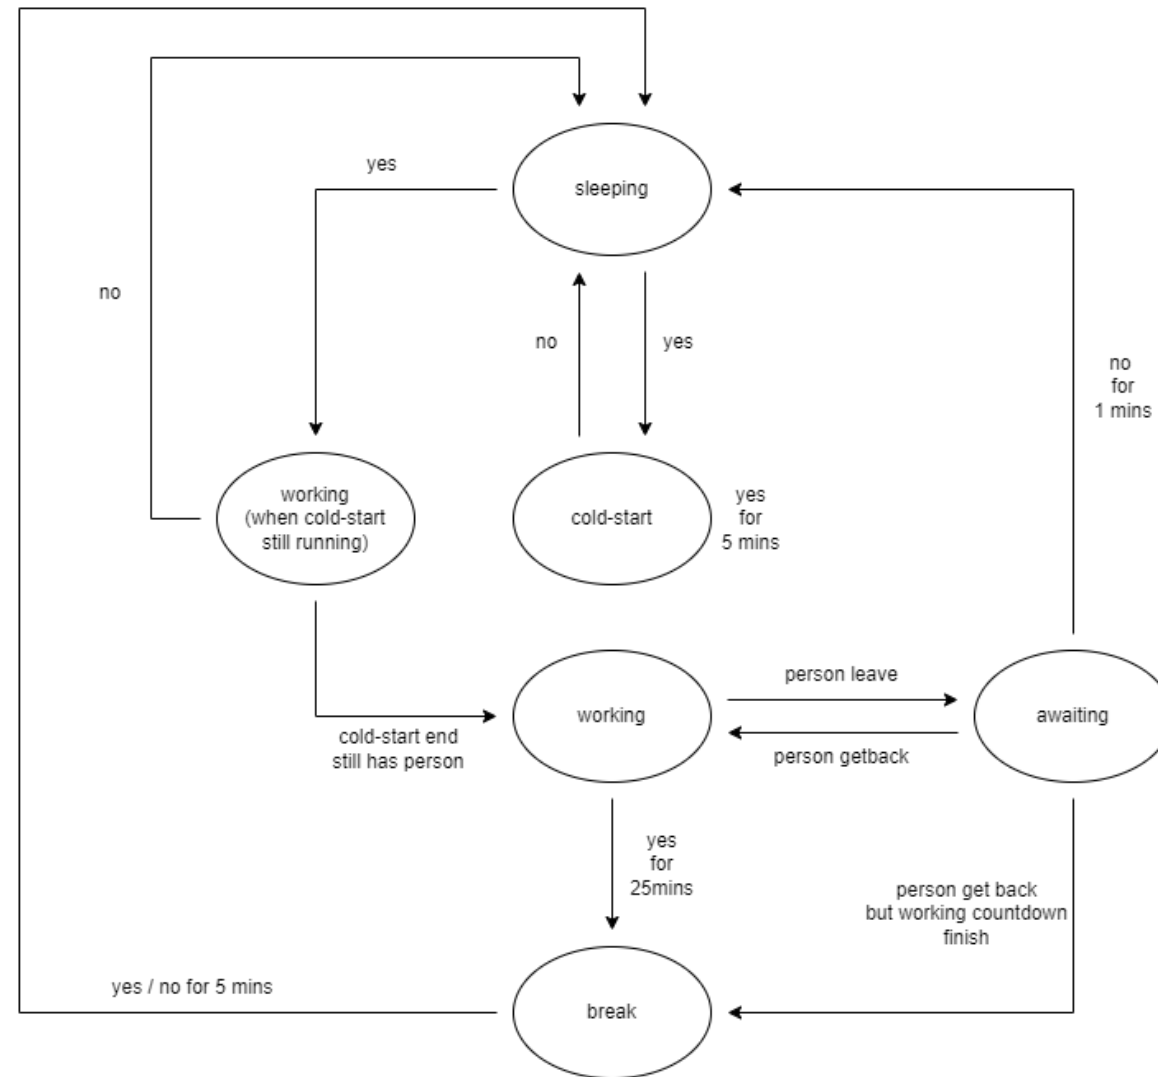 yes
sleeping
no
no
yes
no
for
1 mins
working
(when cold-start
still running)
cold-start
yes
for
5 mins
person leave
working
awaiting
cold-start end
still has person
person getback
yes
for
25mins
person get back
but working countdown
finish
yes / no for 5 mins
break